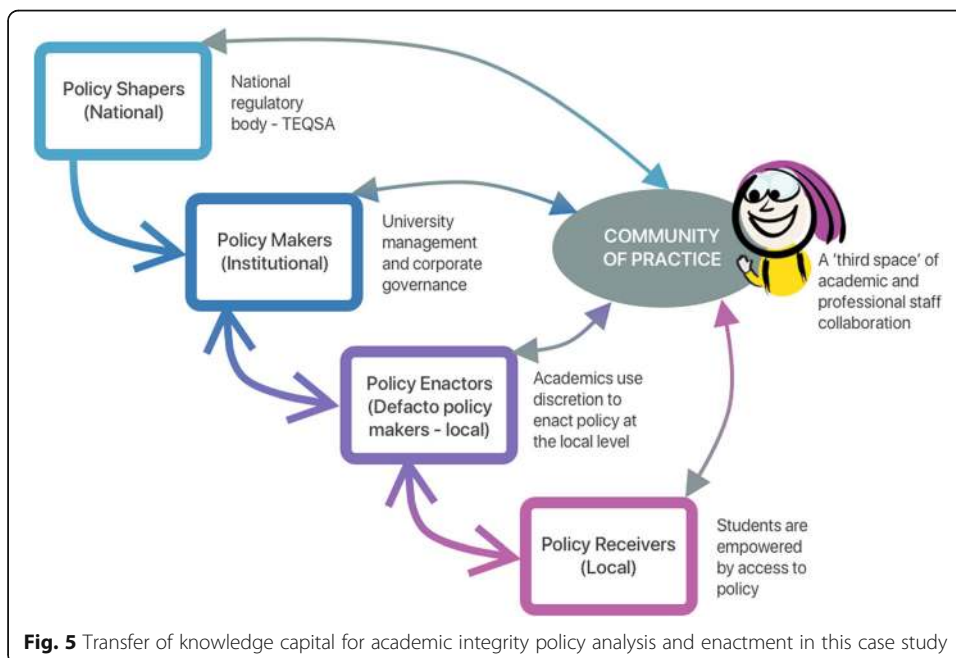 Policy Shapers
(National)
National
regulatory
body - TEQSA
Policy Makers
(Institutional)
University
management
and corporate
governance
COMMUNITY
OF PRACTICE
A ‘third space’ of
academic and
professional staff
collaboration
Policy Enactors
(Defacto policy
makers - local)
Academics use
discretion to
enact policy at
the local level
Policy Receivers
(Local)
Students are
empowered
by access to
policy
Fig. 5 Transfer of knowledge capital for academic integrity policy analysis and enactment in this case study